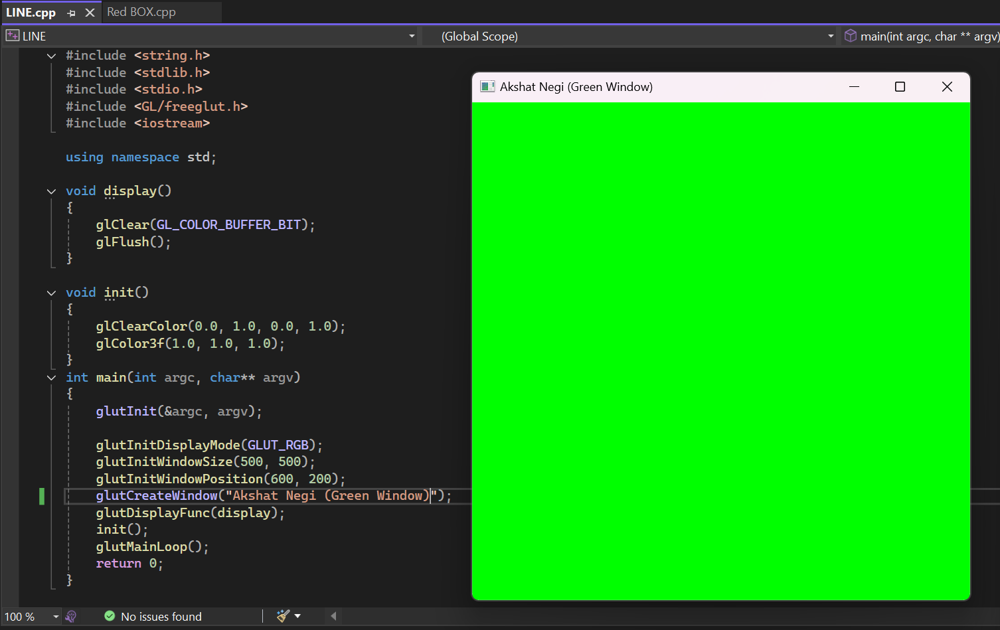 LINE.cpp Red BOX.cpp
LINE (Global Scope) main(int argc, char ** argv)
#include <string.h>
#include <stdlib.h>
#include <stdio.h>
#include <GL/freeglut.h>
#include <iostream>
using namespace std;
void display()
{
glClear(GL_COLOR_BUFFER_BIT);
glFlush();
}
void init()
{
glClearColor(0.0, 1.0, 0.0, 1.0);
glColor3f(1.0, 1.0, 1.0);
}
int main(int argc, char** argv)
{
glutInit(&argc, argv);
glutInitDisplayMode(GLUT_RGB);
glutInitWindowSize(500, 500);
glutInitWindowPosition(600, 200);
glutCreateWindow("Akshat Negi (Green Window)");
glutDisplayFunc(display);
init();
glutMainLoop();
return 0;
}
Akshat Negi (Green Window)
100 % No issues found